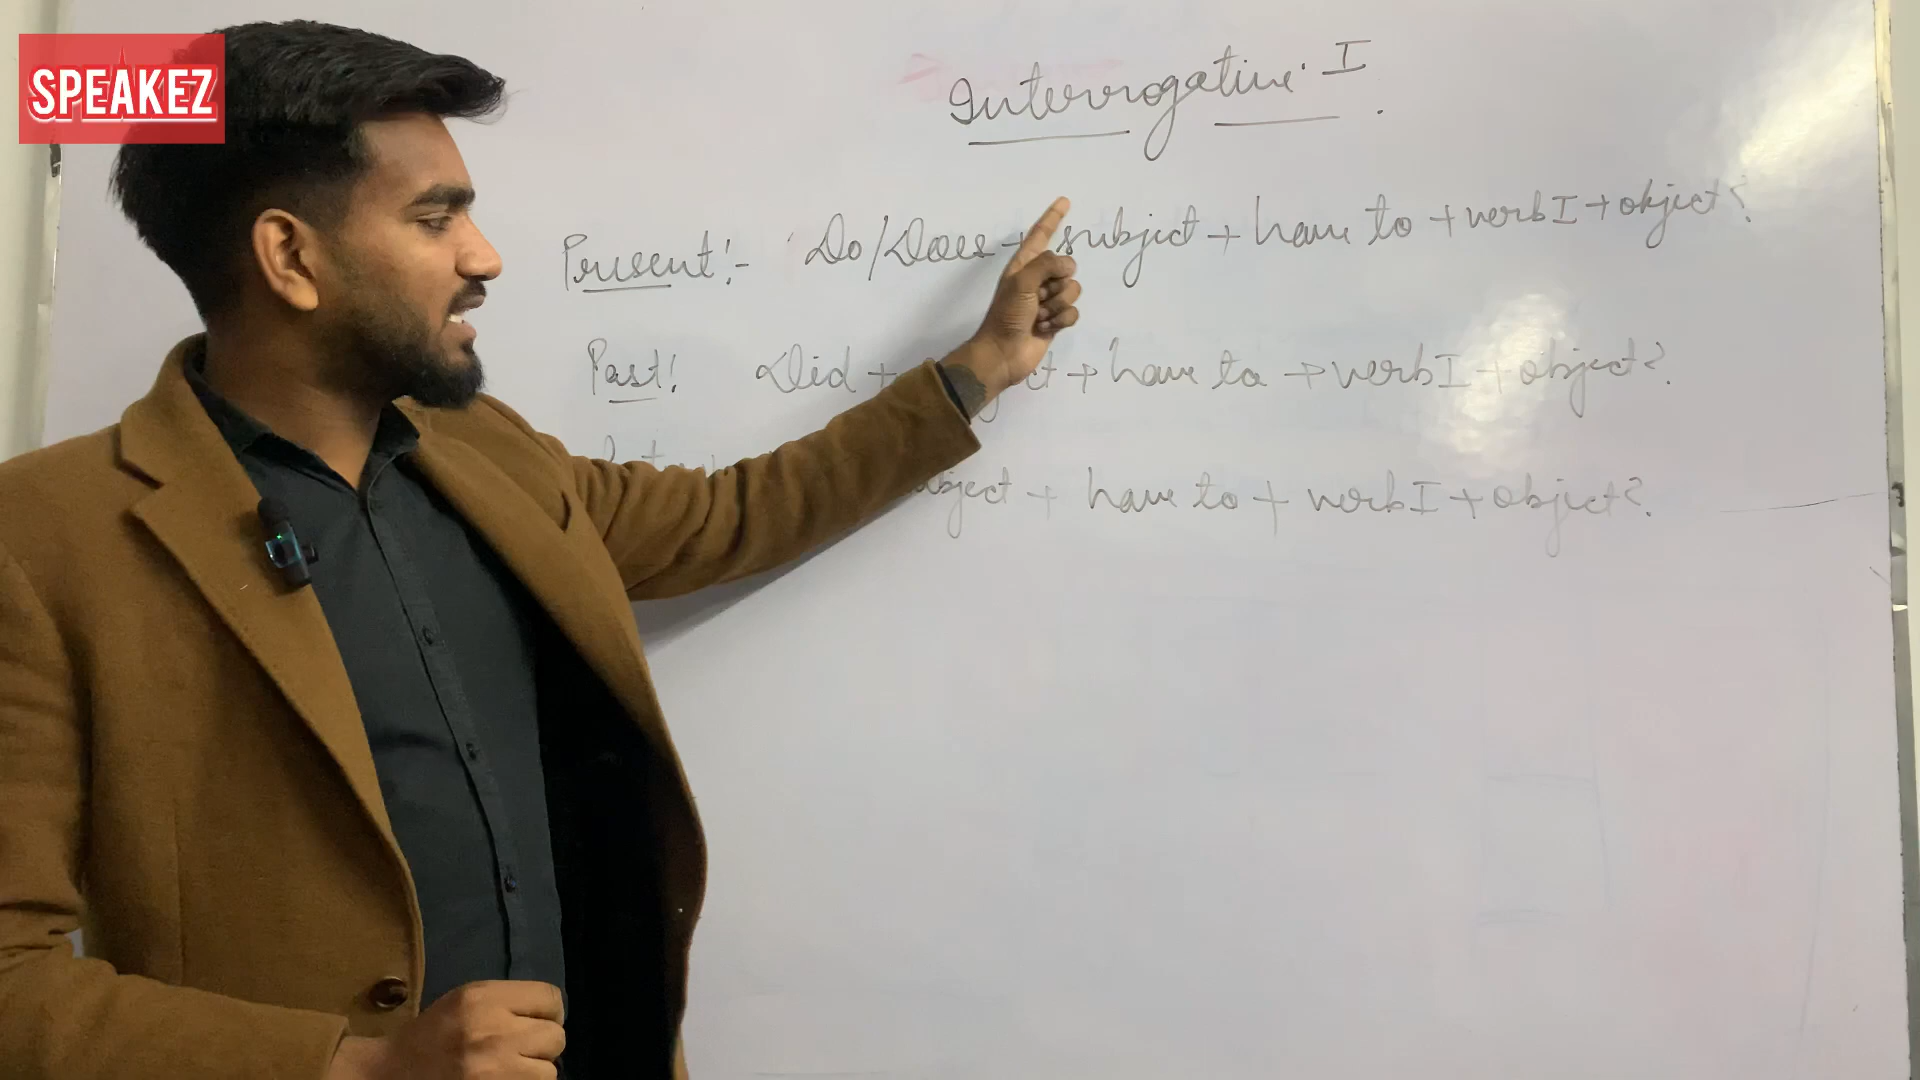 SPEAKEZ
Interrogative. I
Present:- Do/Does + subject + have to + verb I + object?
Past: Did + + have to + verb I + object?
+ have to + verb I + object?